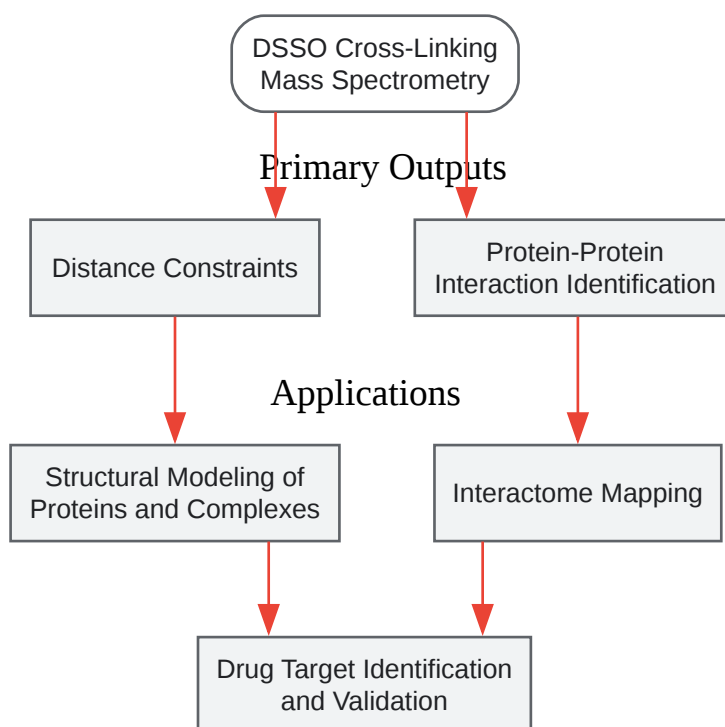 DSSO Cross-Linking
Mass Spectrometry
Primary Outputs
Distance Constraints
Protein-Protein
Interaction Identification
Applications
Structural Modeling of
Proteins and Complexes
Interactome Mapping
Drug Target Identification
and Validation